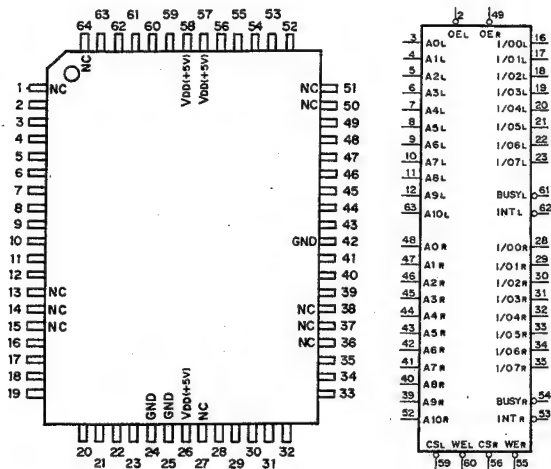 63 61 59 57 55 53
64 62 60 58 56 54 52
NC VDD(+5V) VDD(+5V)
1 NC NC 51
2 NC 50
3 49
4 48
5 47
6 46
7 45
8 44
9 43
10 GND 42
11 41
12 40
13 NC 39
14 NC NC 38
15 NC NC 37
16 NC 36
17 35
18 34
19 33
GND GND VDD(+5V) NC
20 22 24 26 28 30 32
21 23 25 27 29 31
2 49
OEL OER
3 A0L I/O0L 16
4 A1L I/O1L 17
5 A2L I/O2L 18
6 A3L I/O3L 19
7 A4L I/O4L 20
8 A5L I/O5L 21
9 A6L I/O6L 22
10 A7L I/O7L 23
11 A8L
12 A9L BUSYL 61
63 A10L INTL 62
48 A0R I/O0R 28
47 A1R I/O1R 29
46 A2R I/O2R 30
45 A3R I/O3R 31
44 A4R I/O4R 32
43 A5R I/O5R 33
42 A6R I/O6R 34
41 A7R I/O7R 35
40 A8R
39 A9R BUSYR 54
52 A10R INTR 53
CSL WEL CSR WER
59 60 56 55